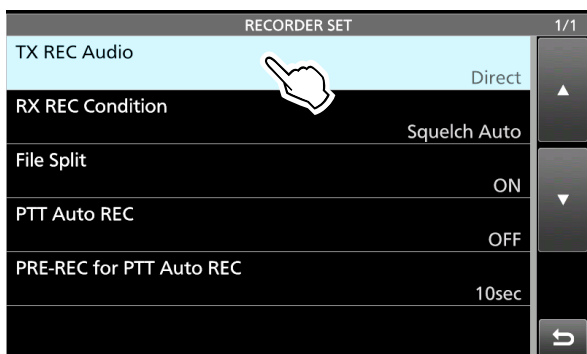 RECORDER SET 1/1
TX REC Audio
Direct
RX REC Condition
Squelch Auto
File Split
ON
PTT Auto REC
OFF
PRE-REC for PTT Auto REC
10sec